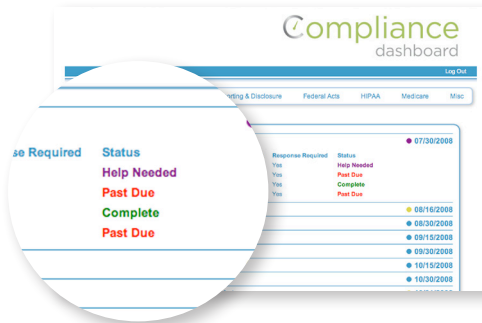 Compliance
dashboard
Log Out
orting & Disclosure Federal Acts HIPAA Medicare Misc
07/30/2008
Response Required Status
Yes Help Needed
Yes Past Due
Yes Complete
Yes Past Due
se Required Status
Help Needed
Past Due
Complete
Past Due
08/16/2008
08/30/2008
09/15/2008
09/30/2008
10/15/2008
10/30/2008